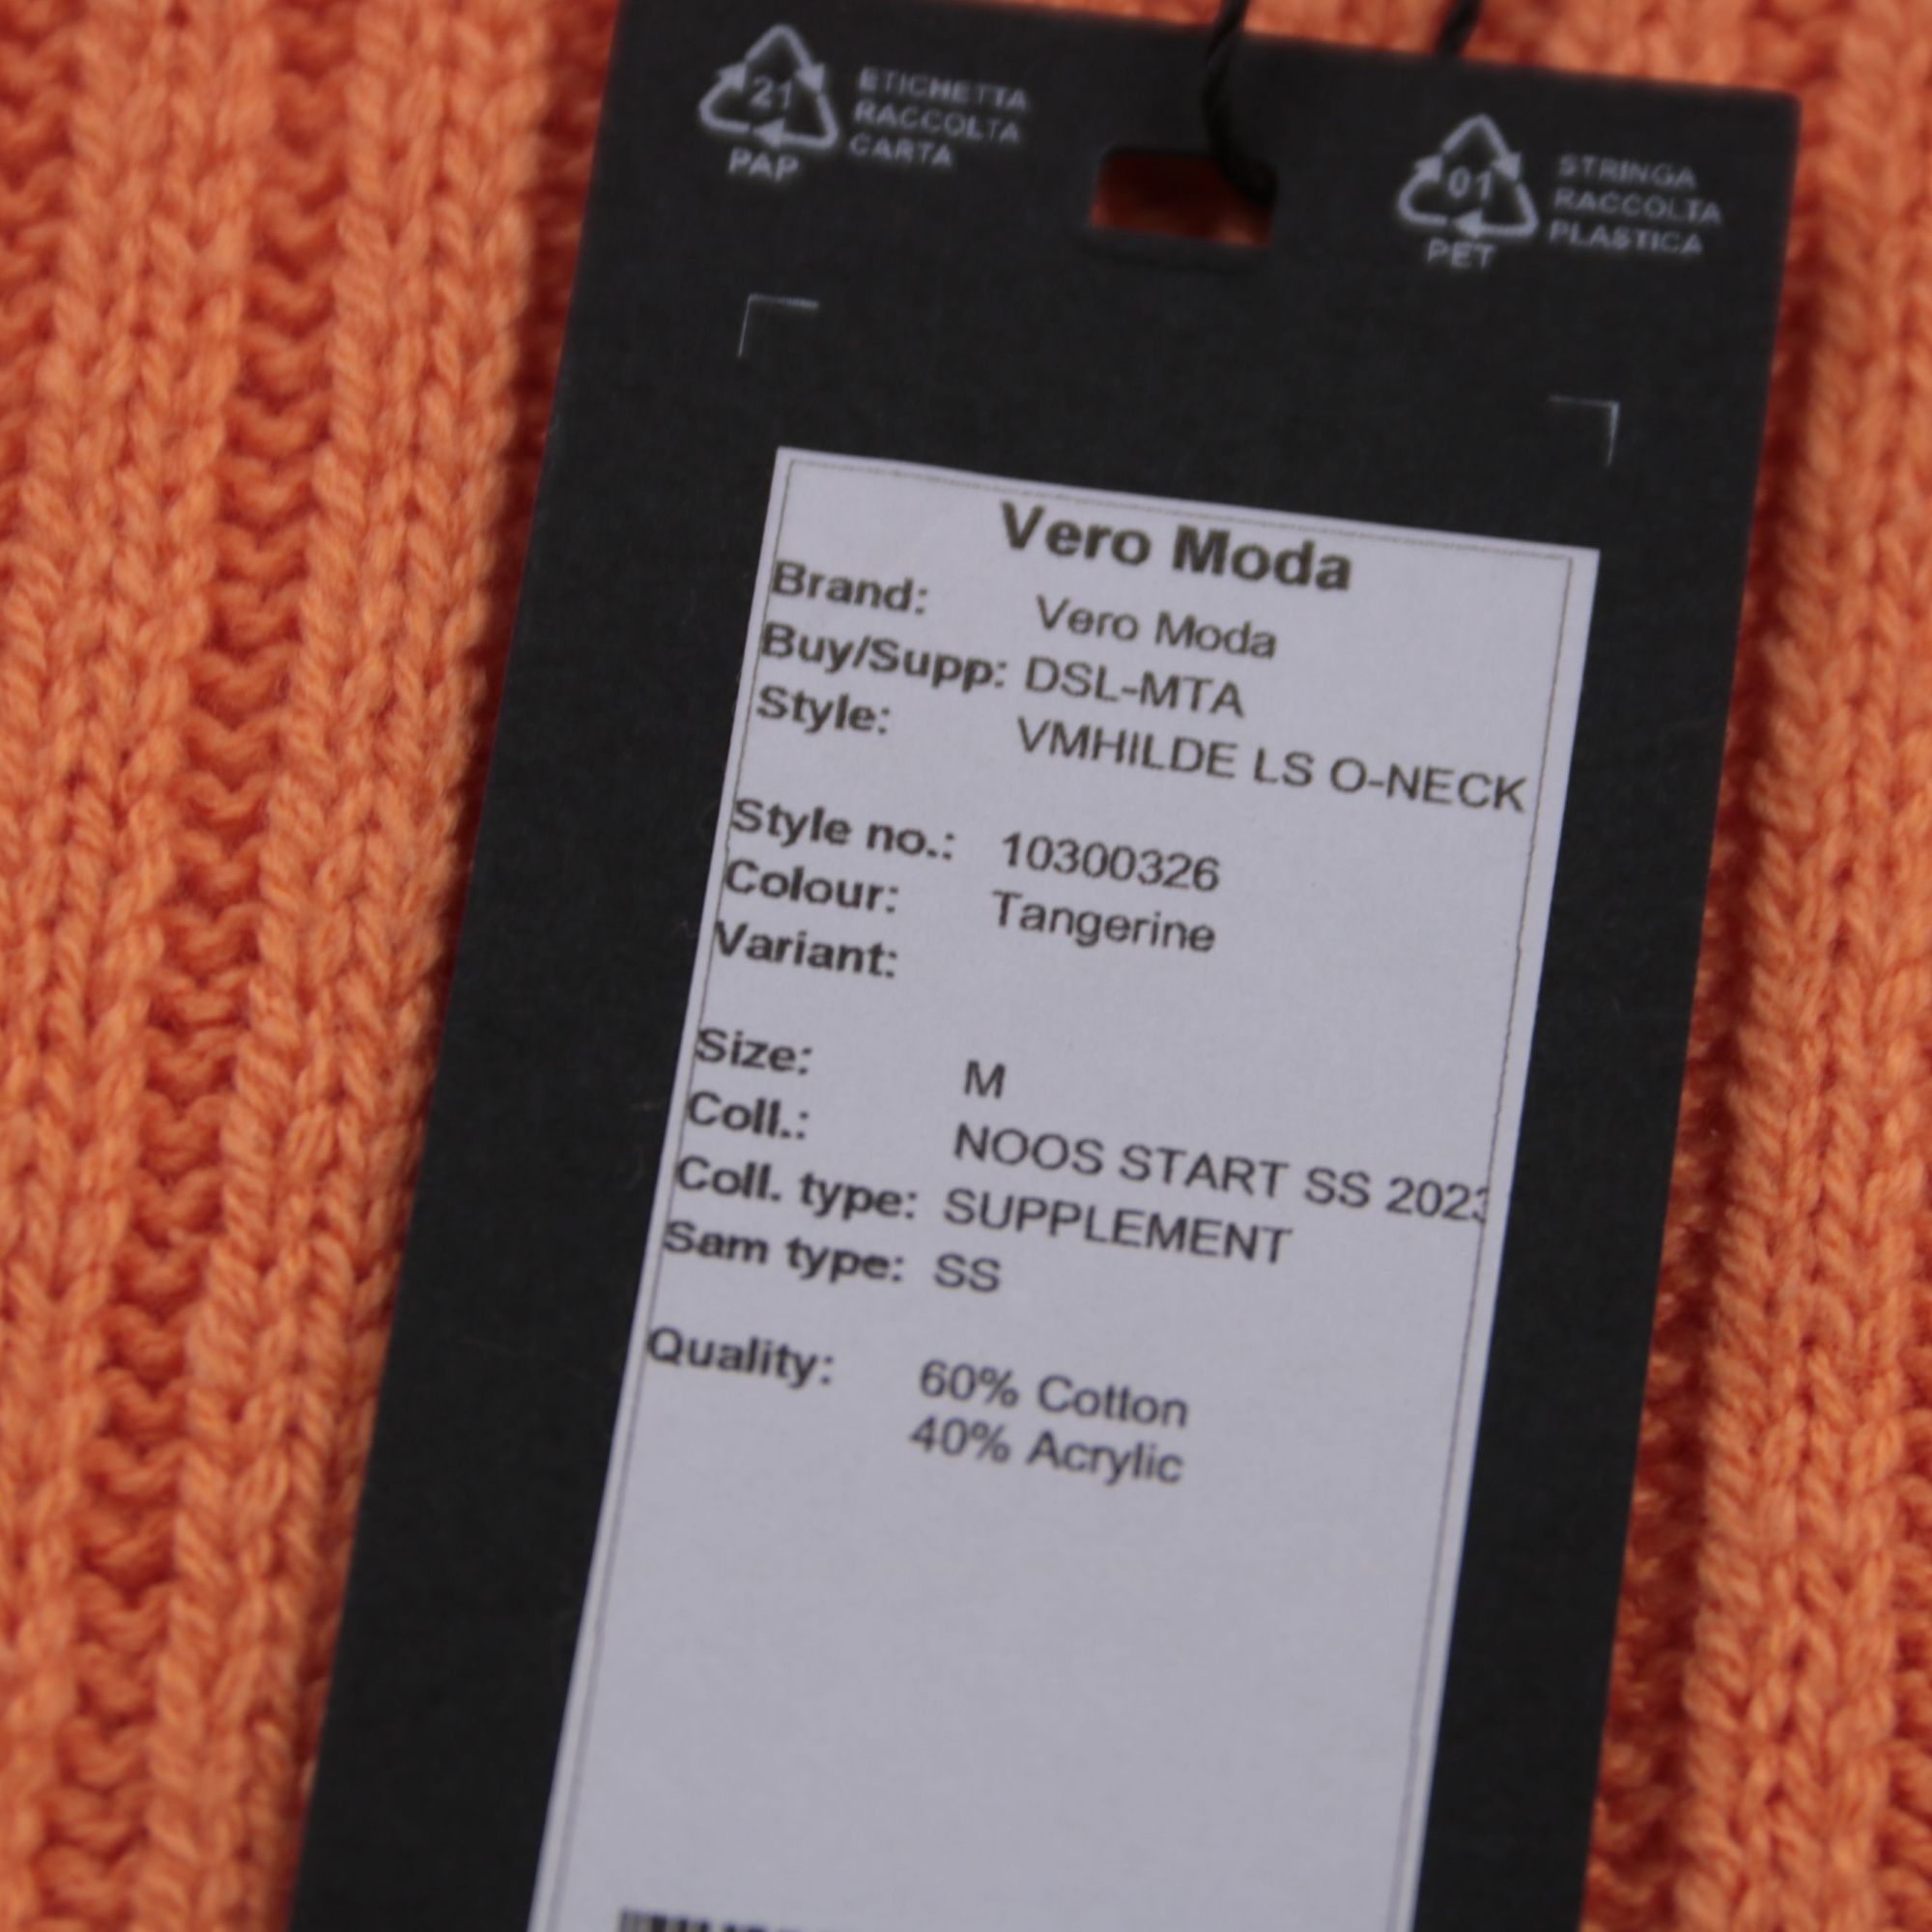 21
PAP
ETICHETTA
RACCOLTA
CARTA
01
PET
STRINGA
RACCOLTA
PLASTICA
Vero Moda
Brand: Vero Moda
Buy/Supp: DSL-MTA
Style: VMHILDE LS O-NECK
Style no.: 10300326
Colour: Tangerine
Variant:
Size: M
Coll.: NOOS START SS 2023
Coll. type: SUPPLEMENT
Sam type: SS
Quality: 60% Cotton
40% Acrylic